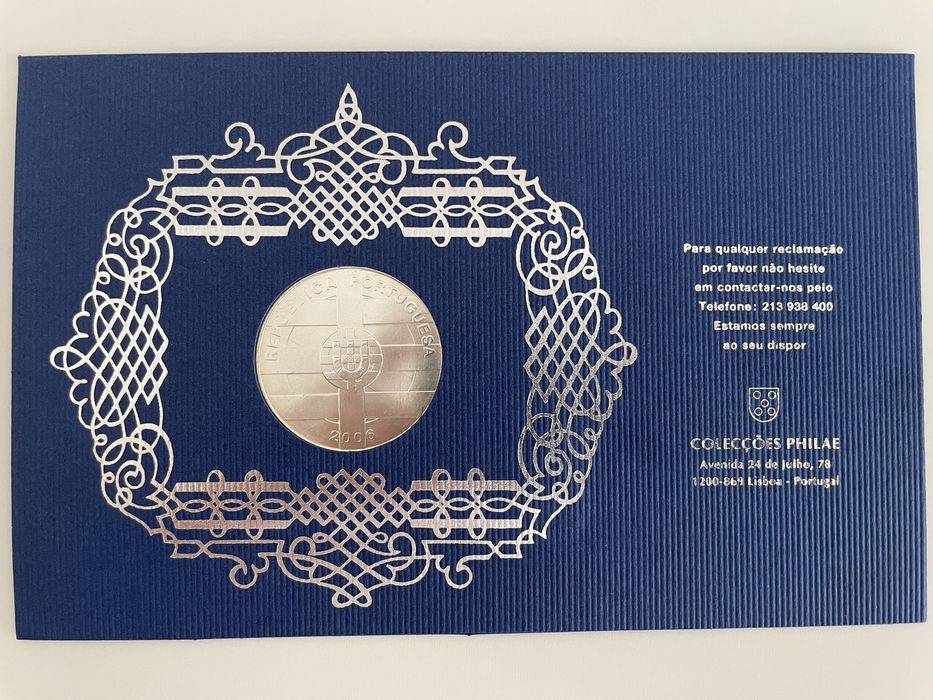 REPÚBLICA PORTUGUESA
2006
Para qualquer reclamação
por favor não hesite
em contactar-nos pelo
Telefone: 213 938 400
Estamos sempre
ao seu dispor
COLECÇÕES PHILAE
Avenida 24 de Julho, 78
1200-869 Lisboa - Portugal